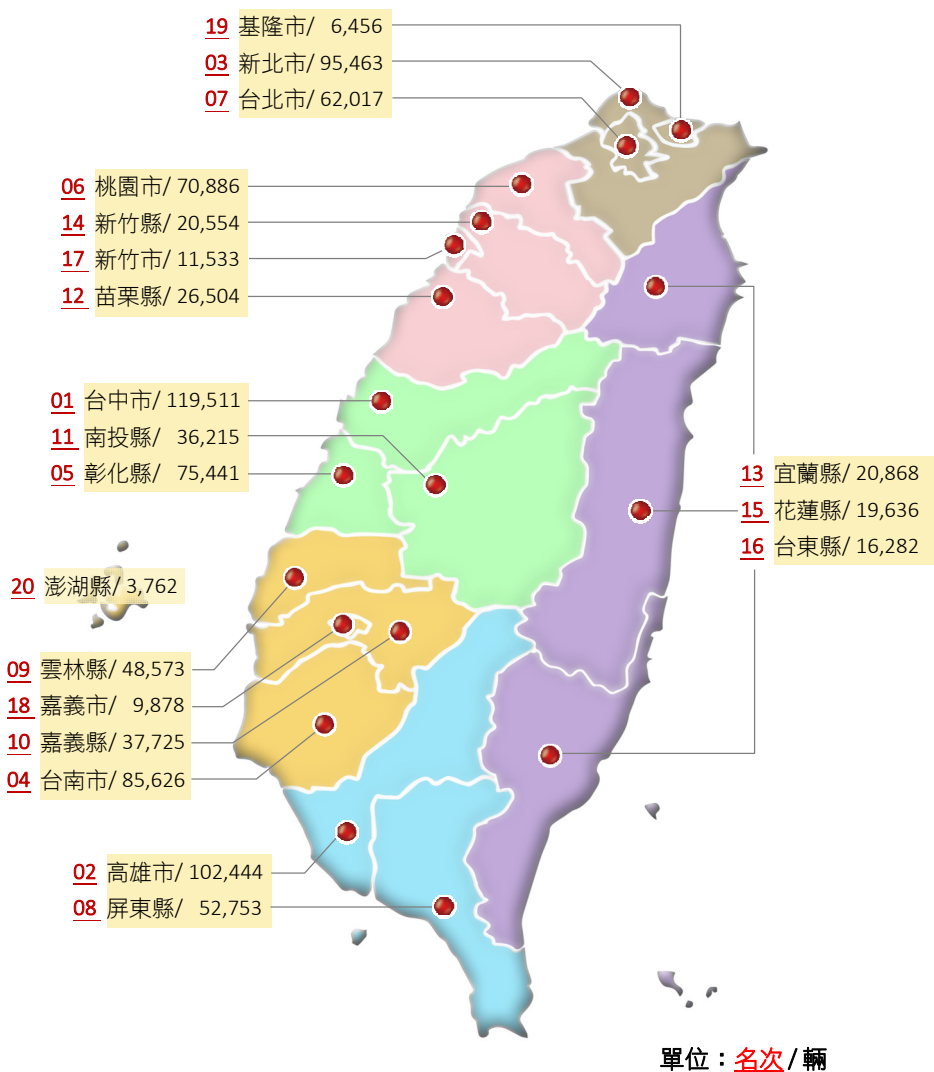 19 基隆市/ 6,456
03 新北市/ 95,463
07 台北市/ 62,017
06 桃園市/ 70,886
14 新竹縣/ 20,554
17 新竹市/ 11,533
12 苗栗縣/ 26,504
01 台中市/ 119,511
11 南投縣/ 36,215
05 彰化縣/ 75,441
13 宜蘭縣/ 20,868
15 花蓮縣/ 19,636
16 台東縣/ 16,282
20 澎湖縣/ 3,762
09 雲林縣/ 48,573
18 嘉義市/ 9,878
10 嘉義縣/ 37,725
04 台南市/ 85,626
02 高雄市/ 102,444
08 屏東縣/ 52,753
單位：名次/輛